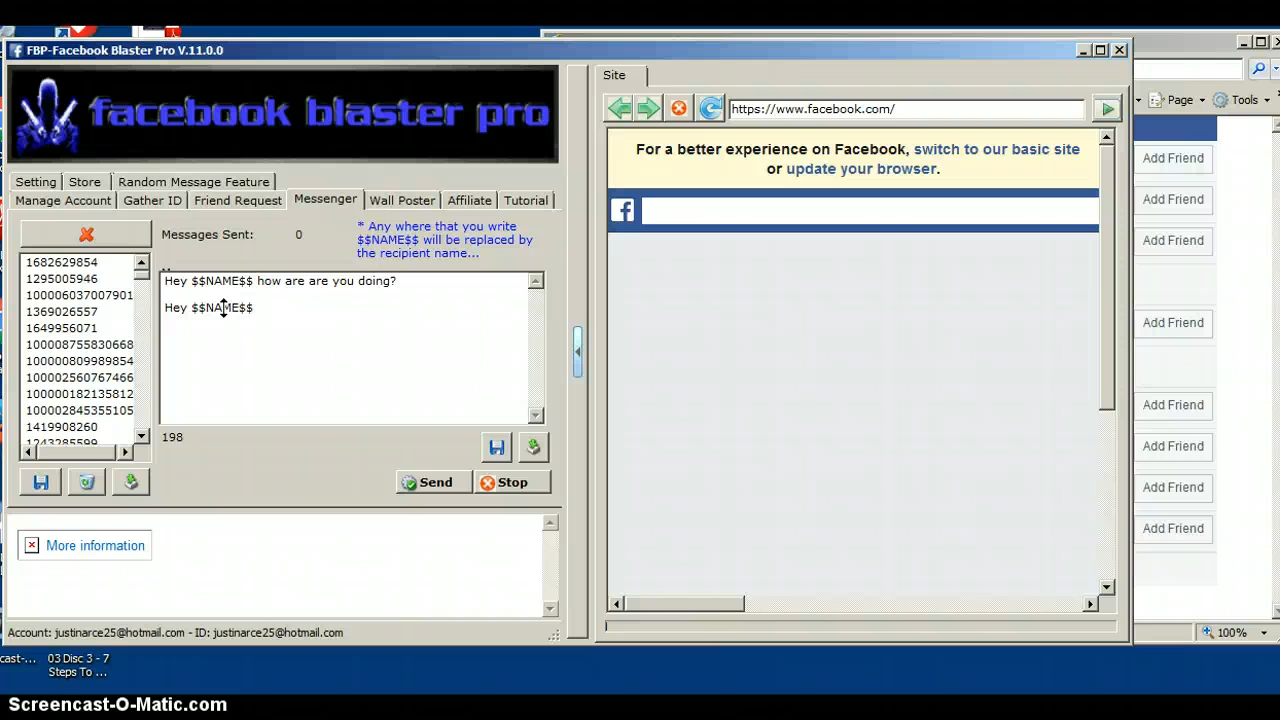 FBP-Facebook Blaster Pro V.11.0.0
facebook blaster pro
Setting Store Random Message Feature
Manage Account Gather ID Friend Request Messenger Wall Poster Affiliate Tutorial
Messages Sent: 0
* Any where that you write
$$NAME$$ will be replaced by
the recipient name...
1682629854
1295005946
100006037007901
1369026557
1649956071
100008755830668
100000809989854
100002560767466
100000182135812
100002845355105
1419908260
1243285599
Hey $$NAME$$ how are are you doing?
Hey $$NAME$$
198
Send Stop
More information
Account: justinarce25@hotmail.com - ID: justinarce25@hotmail.com
Site
https://www.facebook.com/
For a better experience on Facebook, switch to our basic site
or update your browser.
Page Tools
Add Friend
Add Friend
Add Friend
Add Friend
Add Friend
Add Friend
Add Friend
Add Friend
100%
cast-... 03 Disc 3 - 7
Steps To ...
Screencast-O-Matic.com